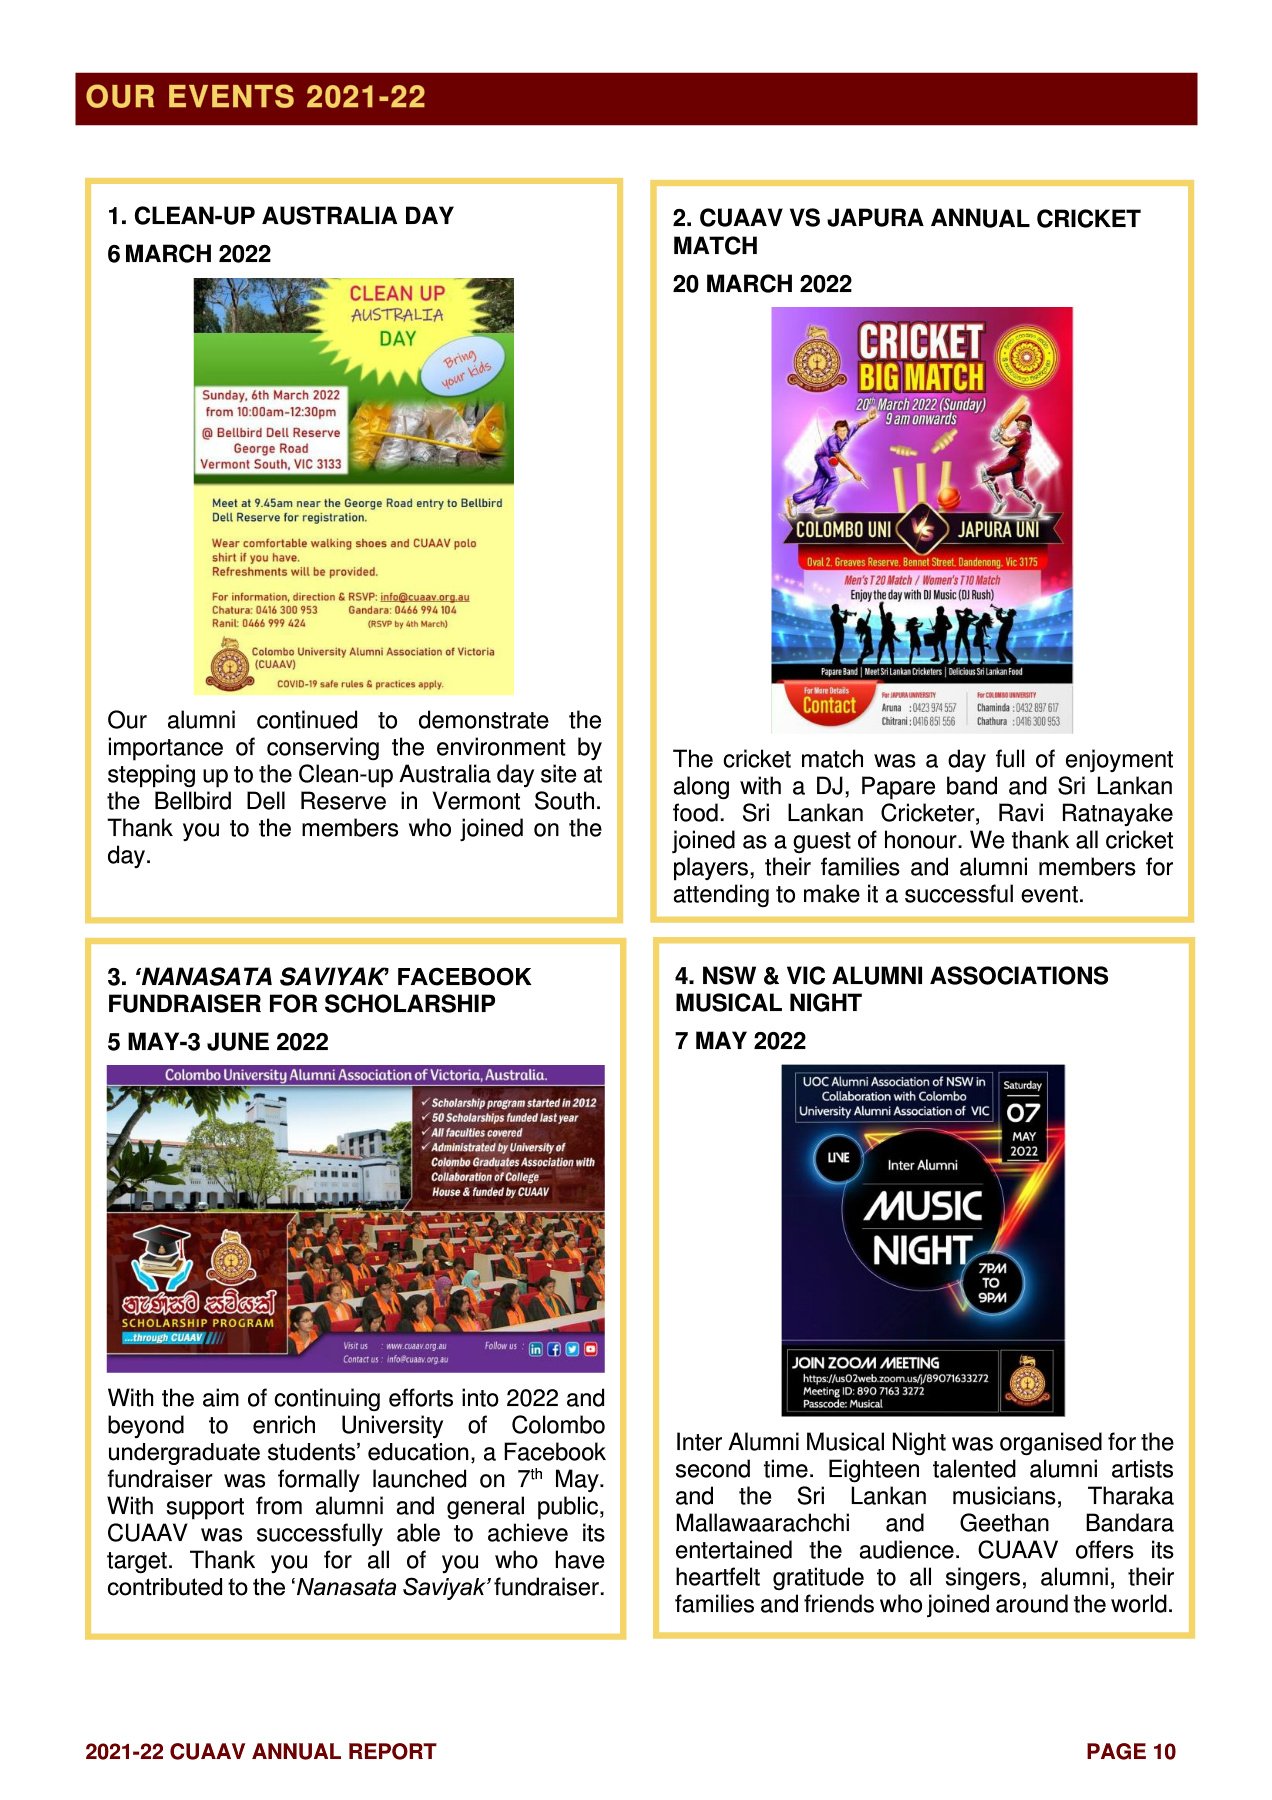 OUR EVENTS 2021-22
1. CLEAN-UP AUSTRALIA DAY
6 MARCH 2022
CLEAN UP
AUSTRALIA
DAY
Bring
your kids
Sunday, 6th March 2022
from 10:00am-12:30pm
@ Bellbird Dell Reserve
George Road
Vermont South, VIC 3133
Meet at 9.45am near the George Road entry to Bellbird
Dell Reserve for registration.
Wear comfortable walking shoes and CUAAV polo
shirt if you have.
Refreshments will be provided.
For information, direction & RSVP: info@cuaav.org.au
Chatura: 0416 300 953 Gandara: 0466 994 104
Ranil: 0466 999 424 (RSVP by 4th March)
Colombo University Alumni Association of Victoria
(CUAAV)
COVID-19 safe rules & practices apply.
Our alumni continued to demonstrate the
importance of conserving the environment by
stepping up to the Clean-up Australia day site at
the Bellbird Dell Reserve in Vermont South.
Thank you to the members who joined on the
day.
2. CUAAV VS JAPURA ANNUAL CRICKET
MATCH
20 MARCH 2022
CRICKET
BIG MATCH
20th March 2022 (Sunday)
9 am onwards
COLOMBO UNI VS JAPURA UNI
Oval 2, Greaves Reserve, Bennet Street, Dandenong, Vic 3175
Men's T20 Match / Women's T10 Match
Enjoy the day with DJ Music (DJ Rush)
Papare Band | Meet Sri Lankan Cricketers | Delicious Sri Lankan Food
For More Details
Contact
For JAPURA UNIVERSITY
Aruna : 0423 974 557
Chitrani : 0416 851 556
For COLOMBO UNIVERSITY
Chaminda : 0432 897 617
Chathura : 0416 300 953
The cricket match was a day full of enjoyment
along with a DJ, Papare band and Sri Lankan
food. Sri Lankan Cricketer, Ravi Ratnayake
joined as a guest of honour. We thank all cricket
players, their families and alumni members for
attending to make it a successful event.
3. ‘NANASATA SAVIYAK’ FACEBOOK
FUNDRAISER FOR SCHOLARSHIP
5 MAY-3 JUNE 2022
Colombo University Alumni Association of Victoria, Australia.
✓ Scholarship program started in 2012
✓ 50 Scholarships funded last year
✓ All faculties covered
✓ Administrated by University of
Colombo Graduates Association with
Collaboration of College
House & funded by CUAAV
නැණසට සවියක්
SCHOLARSHIP PROGRAM
...through CUAAV
Visit us : www.cuaav.org.au
Contact us : info@cuaav.org.au
Follow us :
With the aim of continuing efforts into 2022 and
beyond to enrich University of Colombo
undergraduate students’ education, a Facebook
fundraiser was formally launched on 7th May.
With support from alumni and general public,
CUAAV was successfully able to achieve its
target. Thank you for all of you who have
contributed to the ‘Nanasata Saviyak’ fundraiser.
4. NSW & VIC ALUMNI ASSOCIATIONS
MUSICAL NIGHT
7 MAY 2022
UOC Alumni Association of NSW in
Collaboration with Colombo
University Alumni Association of VIC
Saturday
07
MAY
2022
LIVE
Inter Alumni
MUSIC
NIGHT
7PM
TO
9PM
JOIN ZOOM MEETING
https://us02web.zoom.us/j/89071633272
Meeting ID: 890 7163 3272
Passcode: Musical
Inter Alumni Musical Night was organised for the
second time. Eighteen talented alumni artists
and the Sri Lankan musicians, Tharaka
Mallawaarachchi and Geethan Bandara
entertained the audience. CUAAV offers its
heartfelt gratitude to all singers, alumni, their
families and friends who joined around the world.
2021-22 CUAAV ANNUAL REPORT
PAGE 10